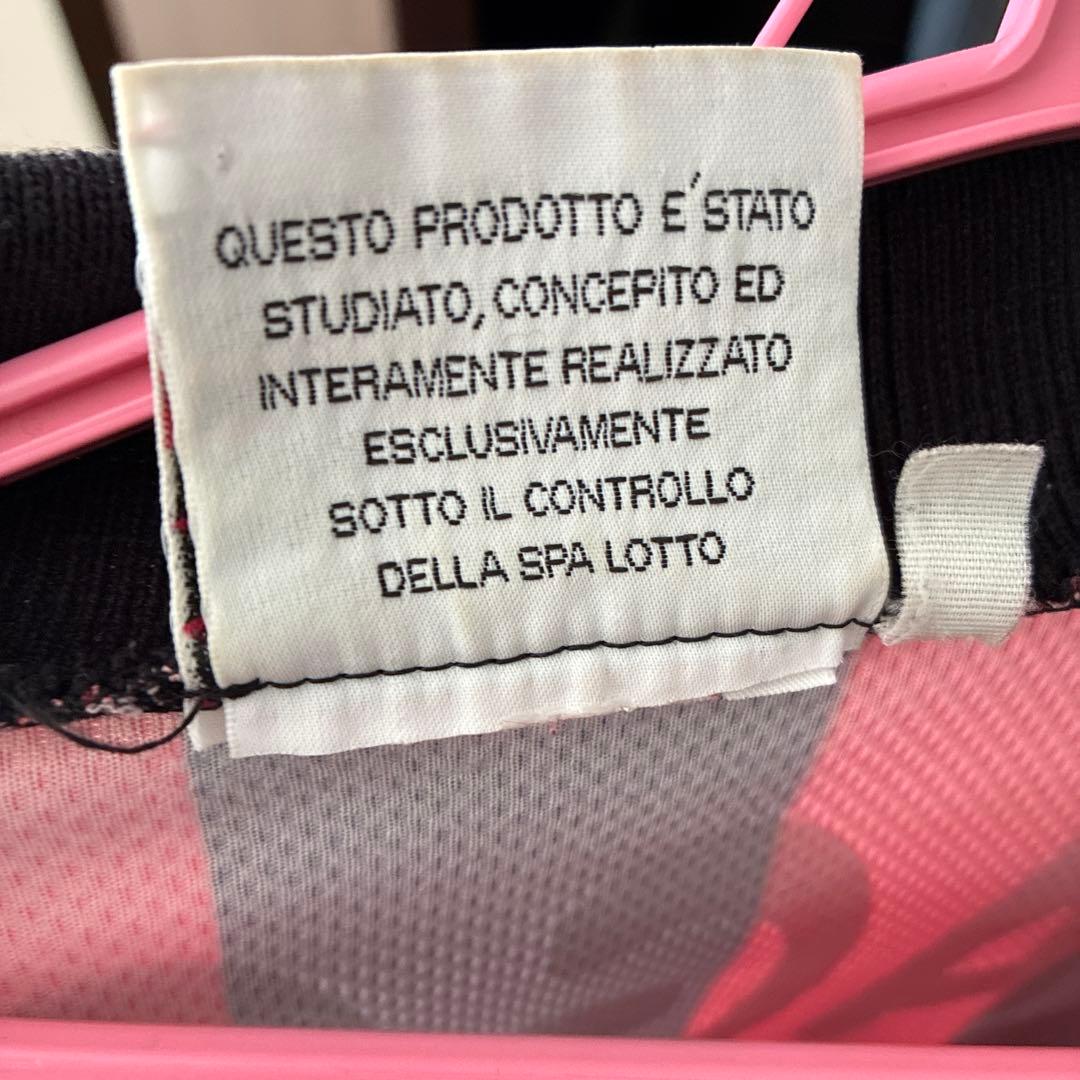 QUESTO PRODOTTO E´STATO
STUDIATO, CONCEPITO ED
INTERAMENTE REALIZZATO
ESCLUSIVAMENTE
SOTTO IL CONTROLLO
DELLA SPA LOTTO